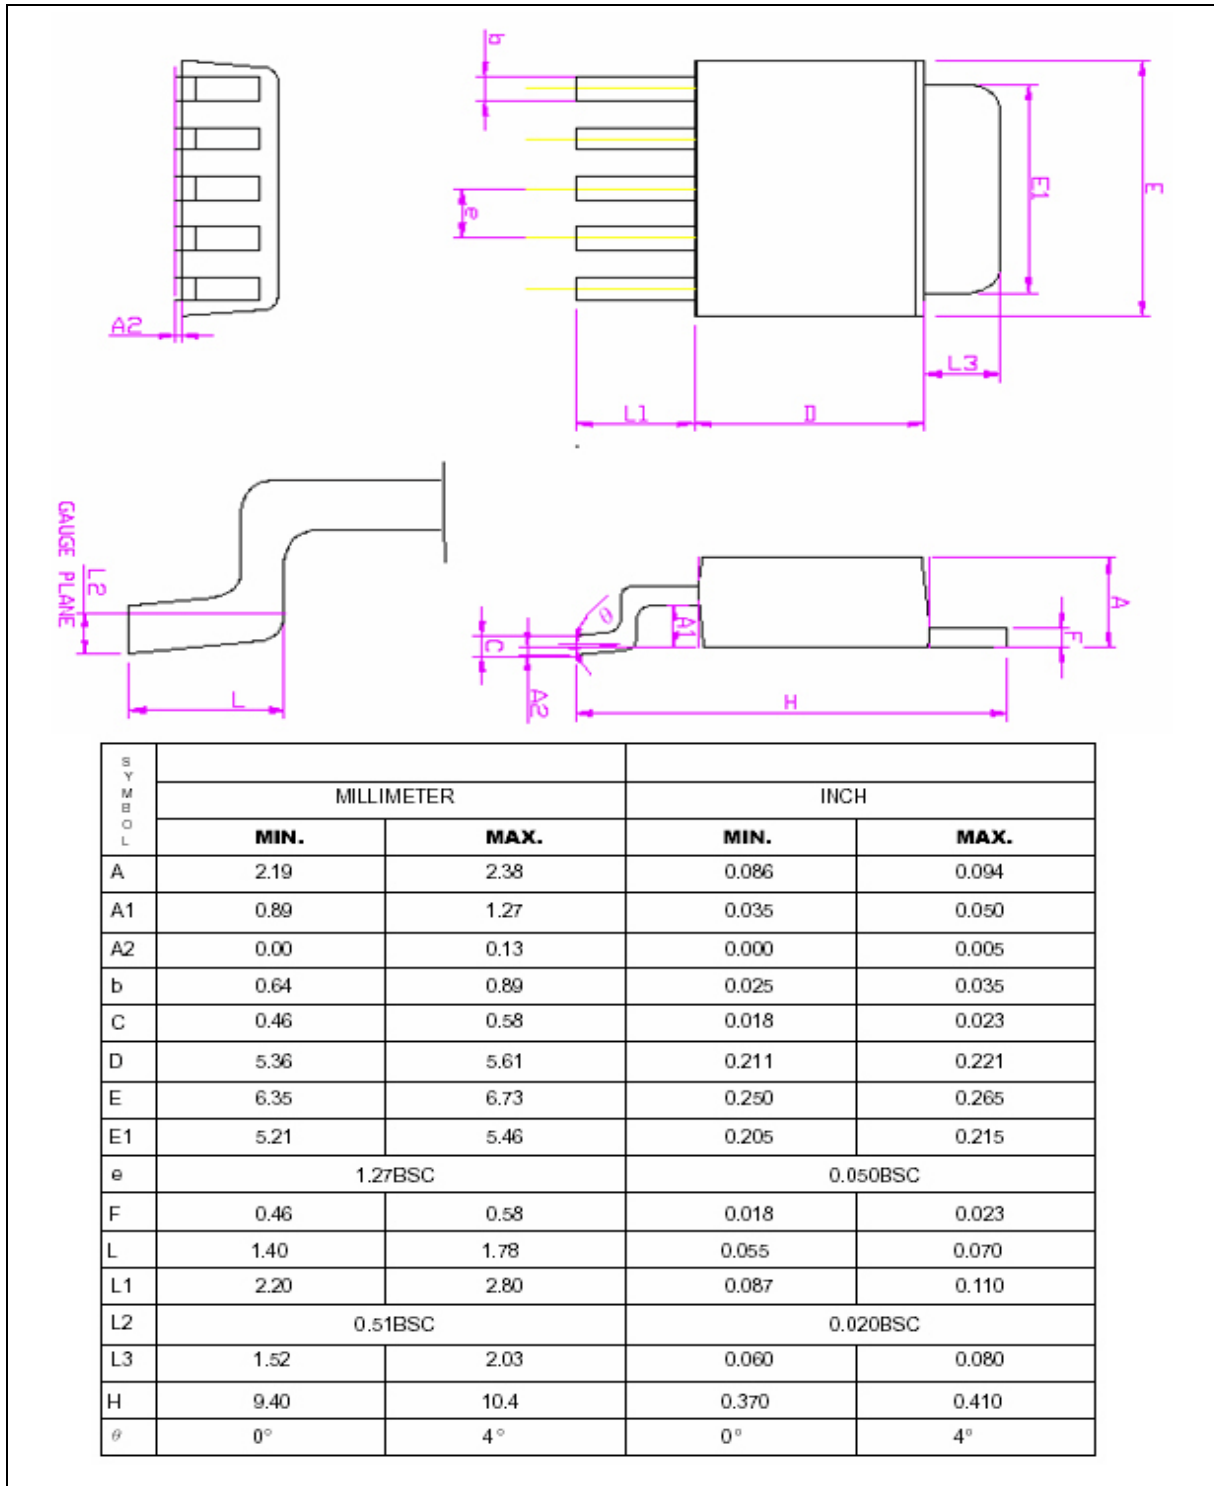 b
e
E1
E
A2
L3
L1
D
GAUGE PLANE
L2
L
θ
C
A2
A1
A
F
H
SYMBOL
MILLIMETER INCH
MIN. MAX. MIN. MAX.
A 2.19 2.38 0.086 0.094
A1 0.89 1.27 0.035 0.050
A2 0.00 0.13 0.000 0.005
b 0.64 0.89 0.025 0.035
C 0.46 0.58 0.018 0.023
D 5.36 5.61 0.211 0.221
E 6.35 6.73 0.250 0.265
E1 5.21 5.46 0.205 0.215
e 1.27BSC 0.050BSC
F 0.46 0.58 0.018 0.023
L 1.40 1.78 0.055 0.070
L1 2.20 2.80 0.087 0.110
L2 0.51BSC 0.020BSC
L3 1.52 2.03 0.060 0.080
H 9.40 10.4 0.370 0.410
θ 0° 4° 0° 4°